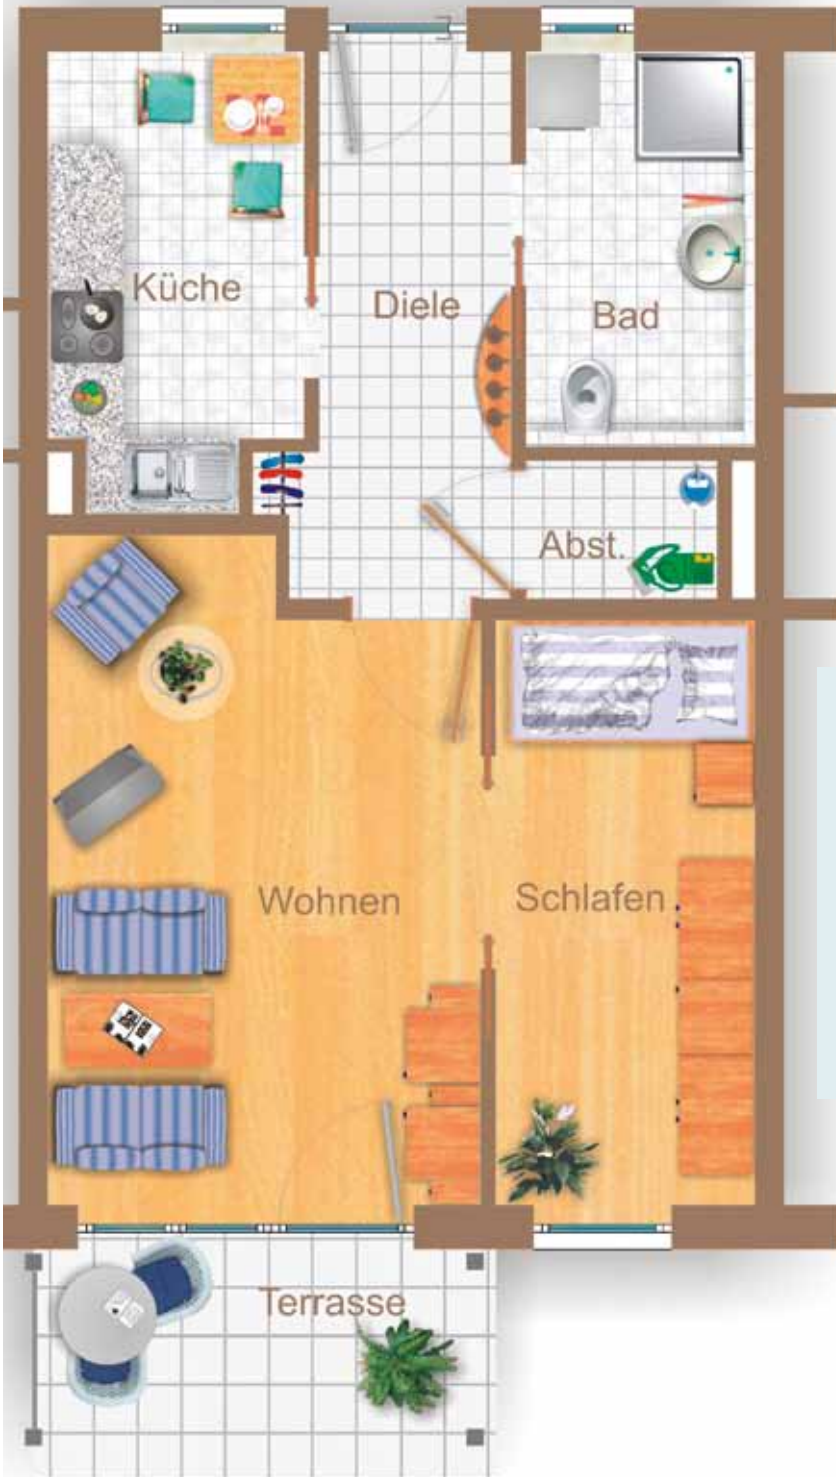 Küche
Diele
Bad
Abst.
Wohnen
Schlafen
Terrasse